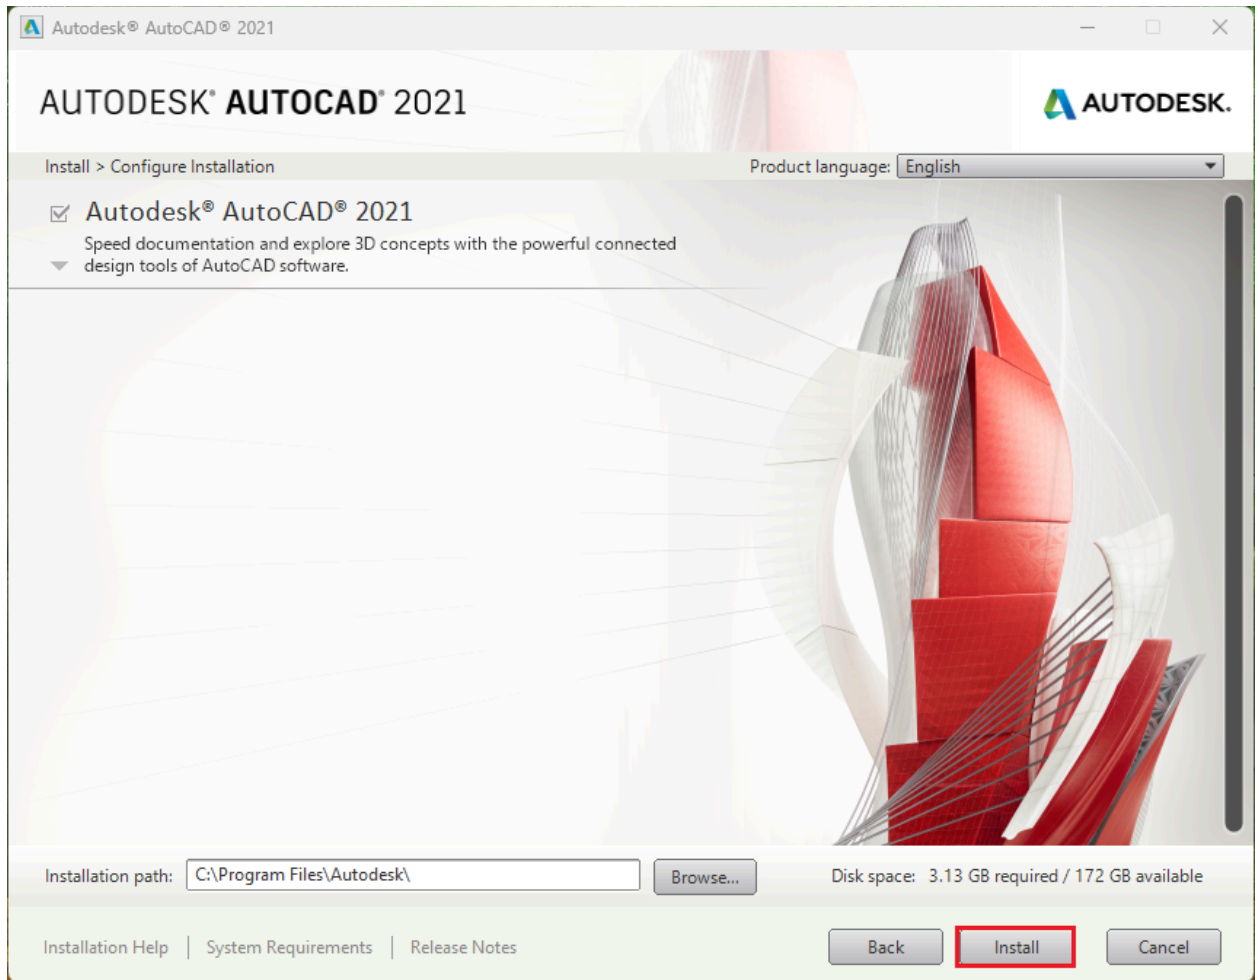 Autodesk® AutoCAD® 2021
AUTODESK® AUTOCAD® 2021
AUTODESK.
Install > Configure Installation
Product language: English
Autodesk® AutoCAD® 2021
Speed documentation and explore 3D concepts with the powerful connected
design tools of AutoCAD software.
Installation path: C:\Program Files\Autodesk\ Browse... Disk space: 3.13 GB required / 172 GB available
Installation Help | System Requirements | Release Notes Back Install Cancel